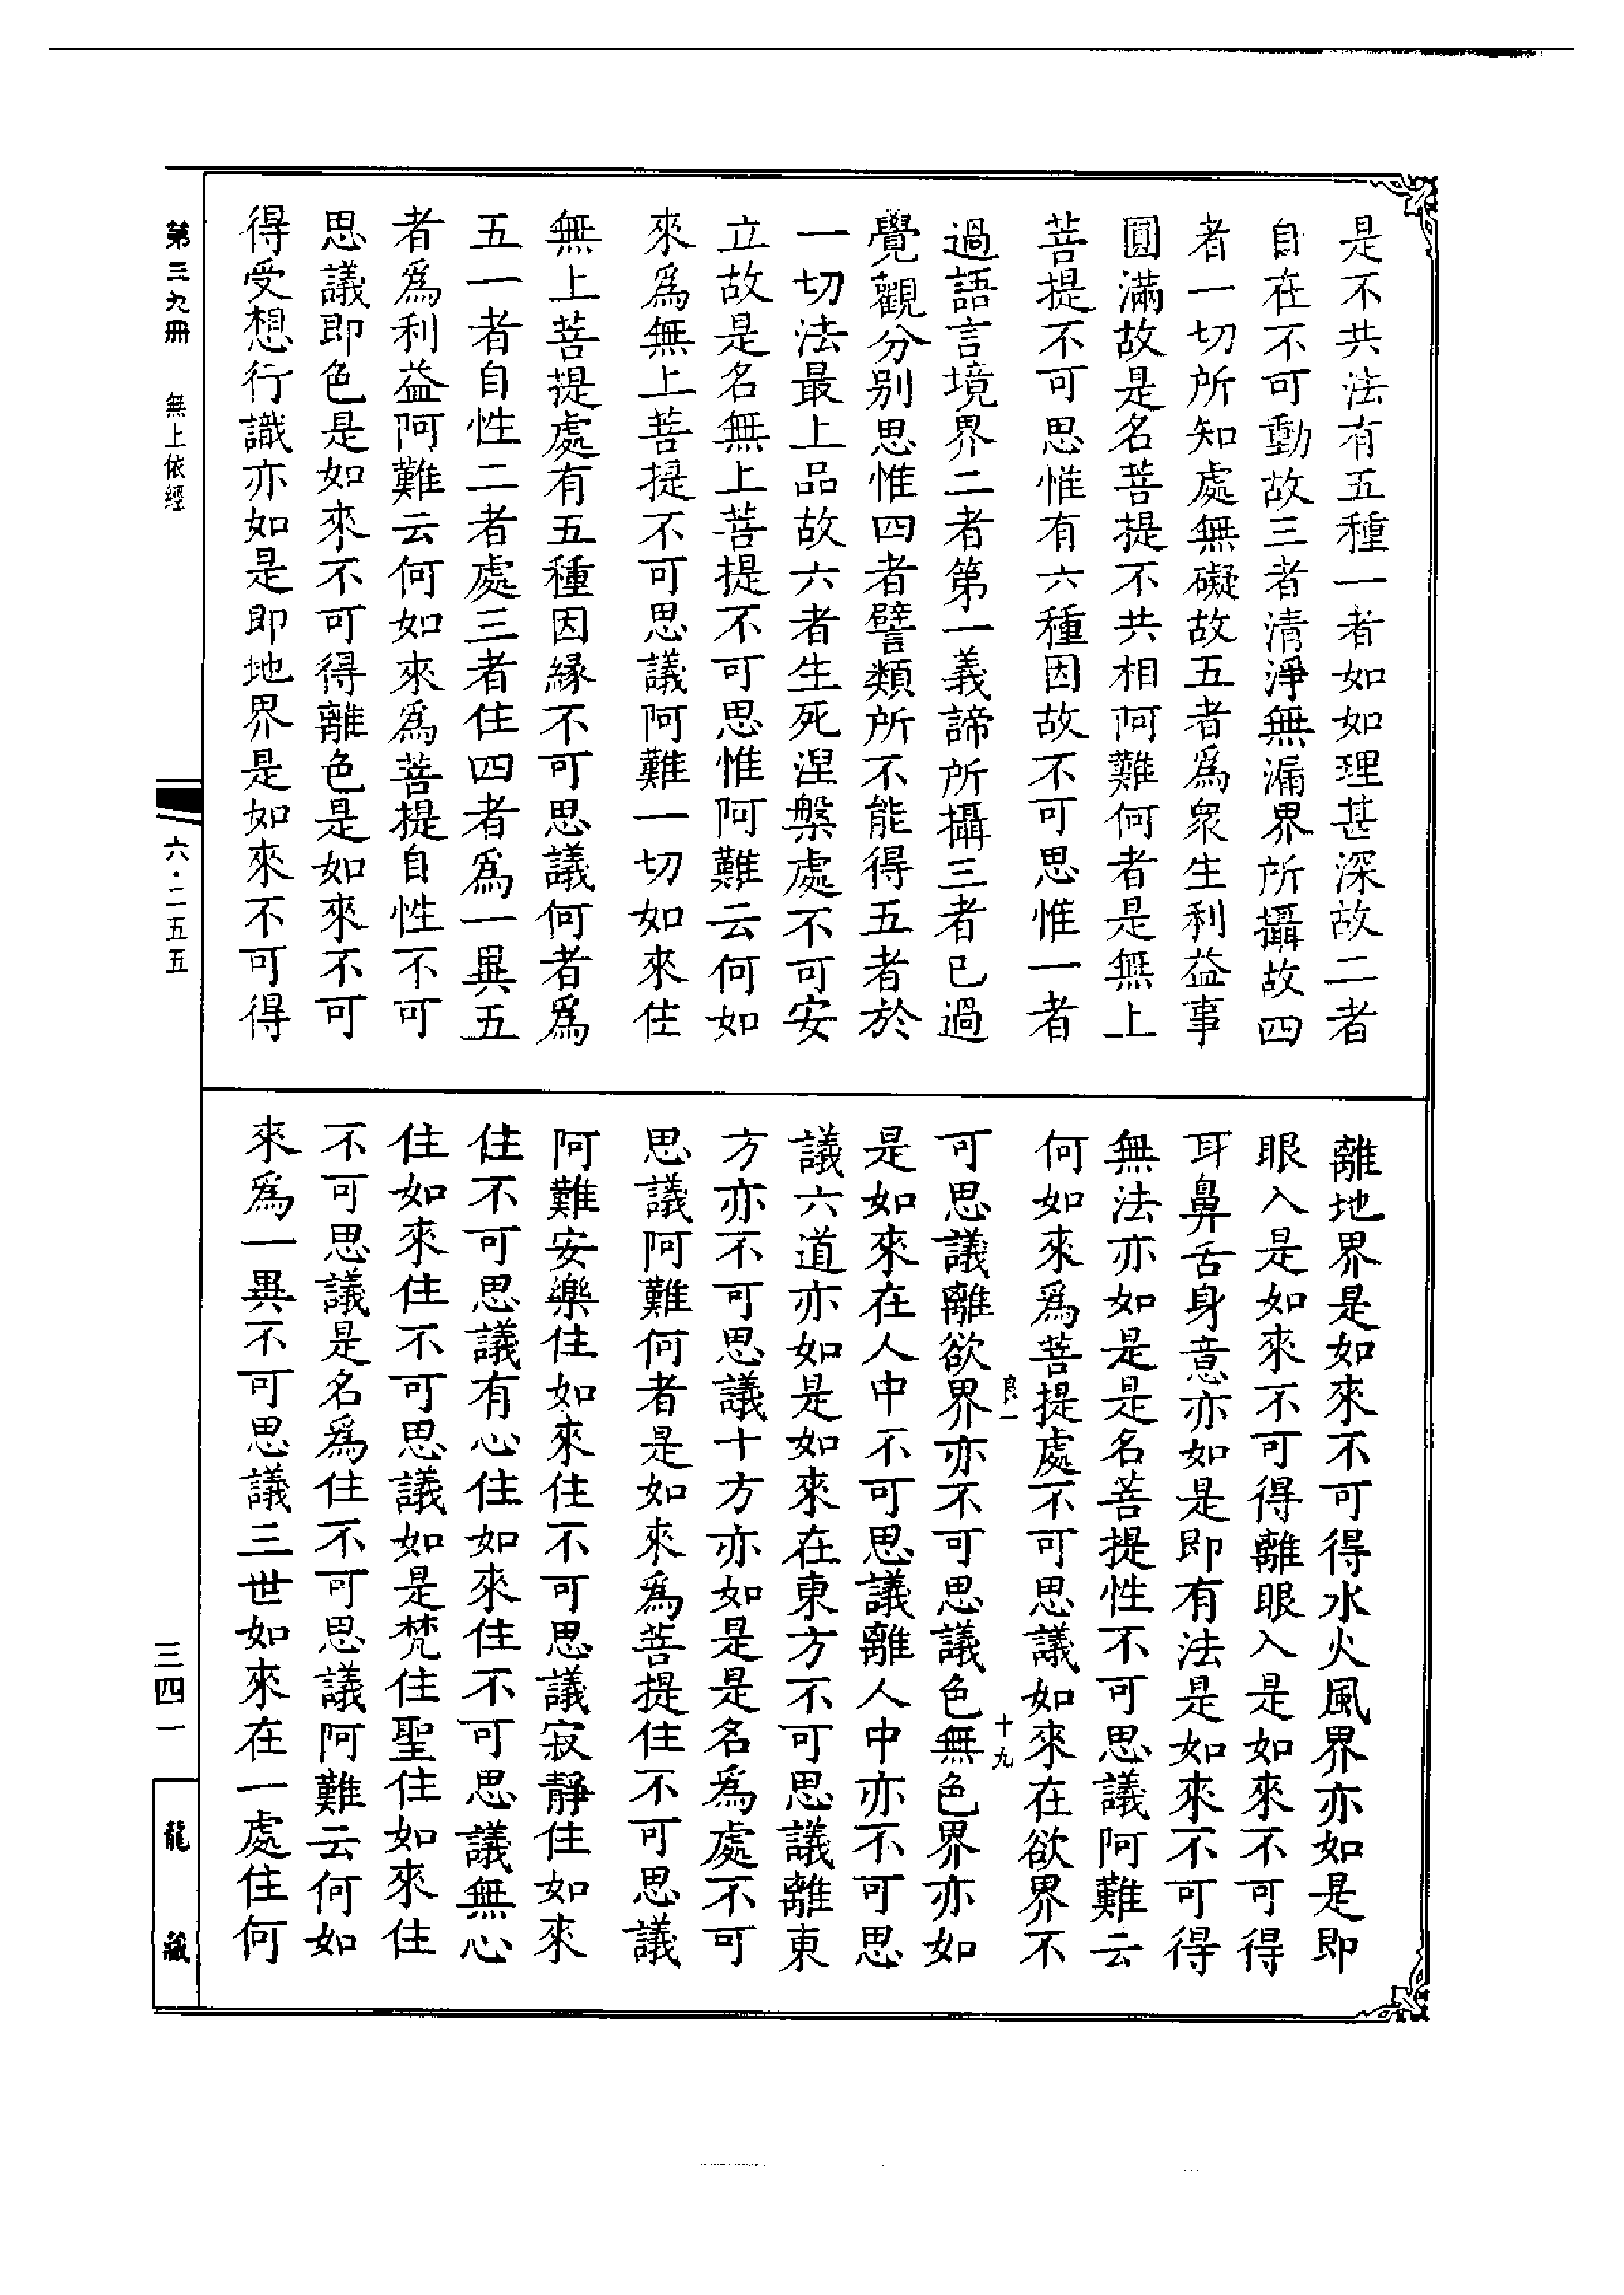 是不共法有五種一者如如理甚深故二者
自在不可動故三者清淨無漏界所攝故四
者一切所知處無礙故五者爲衆生利益事
圓滿故是名菩提不共相阿難何者是無上
菩提不可思惟有六種因故不可思惟一者
過語言境界二者第一義諦所攝三者已過
覺觀分别思惟四者譬類所不能得五者於
一切法最上品故六者生死涅槃處不可安
立故是名無上菩提不可思惟阿難云何如
來爲無上菩提不可思議阿難一切如來住
無上菩提處有五種因緣不可思議何者爲
五一者自性二者處三者住四者爲一異五
者爲利益阿難云何如來爲菩提自性不可
思議即色是如來不可得離色是如來不可
得受想行識亦如是即地界是如來不可得
離地界是如來不可得水火風界亦如是即
眼入是如來不可得離眼入是如來不可得
耳鼻舌身意亦如是即有法是如來不可得
無法亦如是是名菩提性不可思議阿難云
何如來爲菩提處不可思議如來在欲界不
良一
十九
可思議離欲界亦不可思議色無色界亦如
是如來在人中不可思議離人中亦不可思
議六道亦如是如來在東方不可思議離東
方亦不可思議十方亦如是是名爲處不可
思議阿難何者是如來爲菩提住不可思議
阿難安樂住如來住不可思議寂靜住如來
住不可思議有心住如來住不可思議無心
住如來住不可思議如是梵住聖住如來住
不可思議是名爲住不可思議阿難云何如
來爲一異不可思議三世如來在一處住何
第三九冊
無上依經
六·二五五
三四一
龍藏